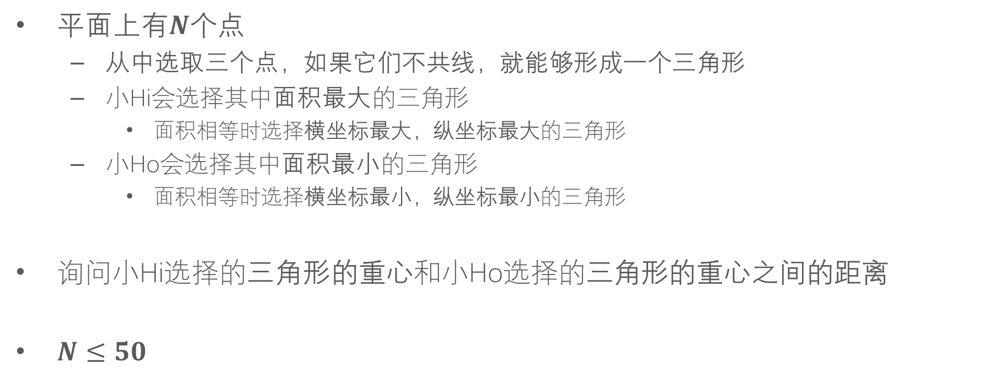 • 平面上有N个点
– 从中选取三个点，如果它们不共线，就能够形成一个三角形
– 小Hi会选择其中面积最大的三角形
• 面积相等时选择横坐标最大，纵坐标最大的三角形
– 小Ho会选择其中面积最小的三角形
• 面积相等时选择横坐标最小，纵坐标最小的三角形
• 询问小Hi选择的三角形的重心和小Ho选择的三角形的重心之间的距离
• N ≤ 50